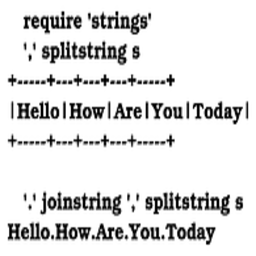 require 'strings'
',' splitstring s
+-----+---+---+---+-----+
|Hello|How|Are|You|Today|
+-----+---+---+---+-----+
'.' joinstring ',' splitstring s
Hello.How.Are.You.Today